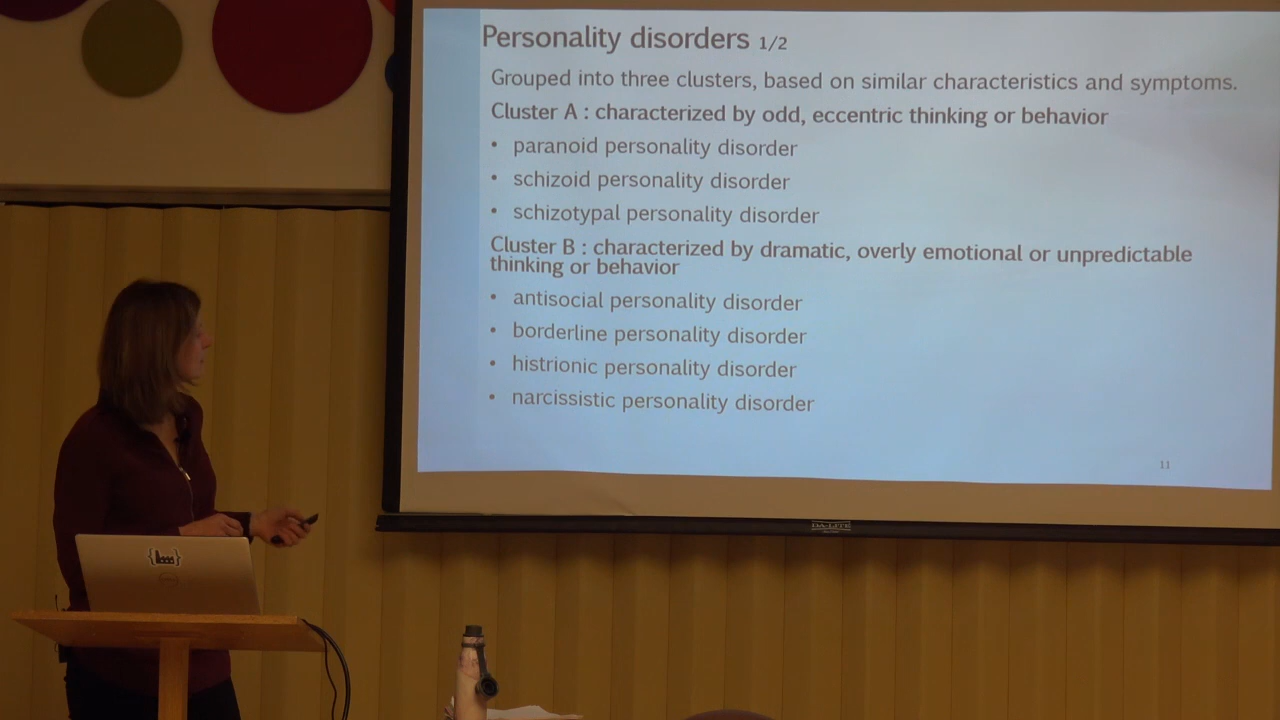 Personality disorders 1/2
Grouped into three clusters, based on similar characteristics and symptoms.
Cluster A : characterized by odd, eccentric thinking or behavior
• paranoid personality disorder
• schizoid personality disorder
• schizotypal personality disorder
Cluster B : characterized by dramatic, overly emotional or unpredictable
thinking or behavior
• antisocial personality disorder
• borderline personality disorder
• histrionic personality disorder
• narcissistic personality disorder
11
DA-LITE